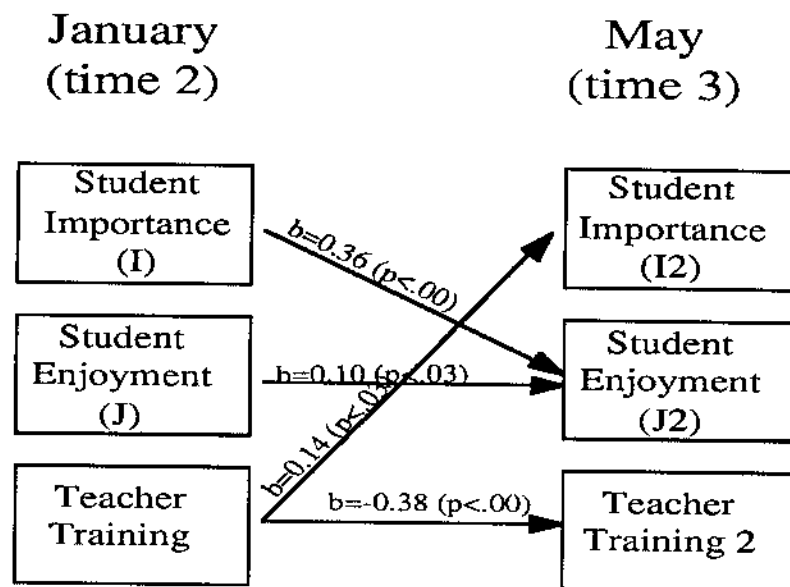 January
(time 2)
May
(time 3)
Student
Importance
(I)
Student
Importance
(I2)
b=0.36 (p<.00)
Student
Enjoyment
(J)
Student
Enjoyment
(J2)
b=0.10 (p<.03)
b=0.14
Teacher
Training
Teacher
Training 2
b=-0.38 (p<.00)